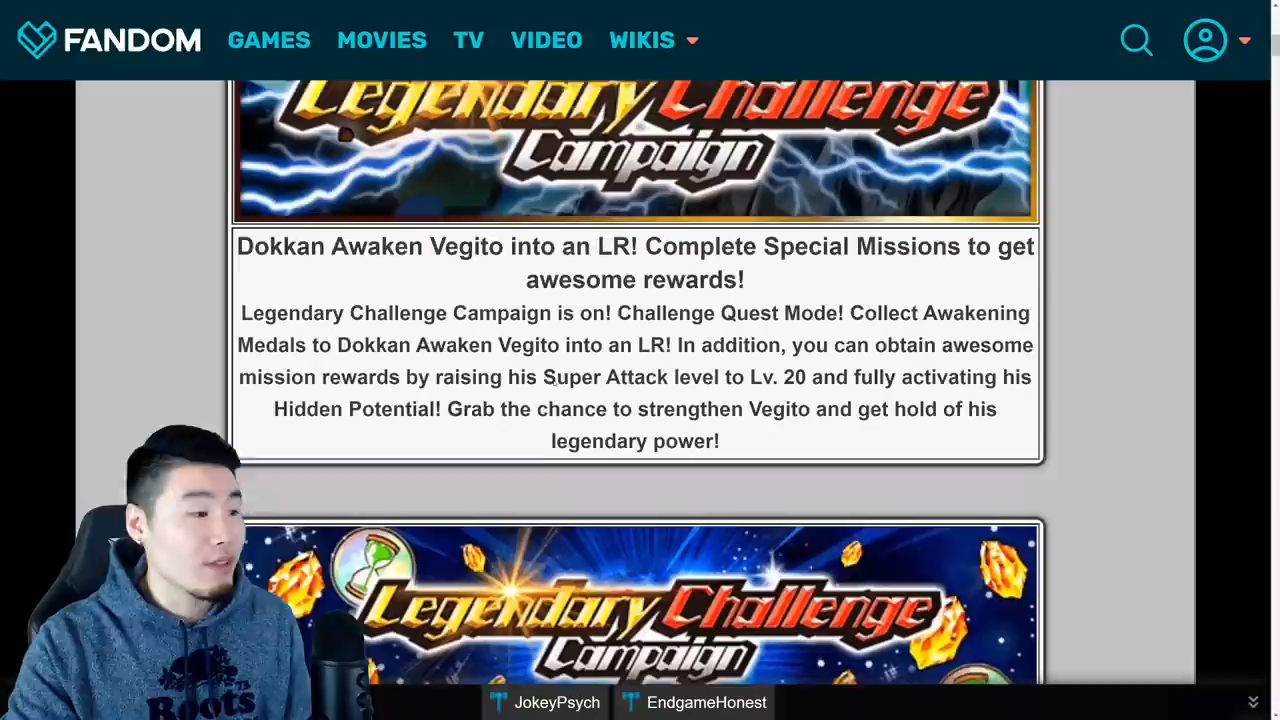 FANDOM GAMES MOVIES TV VIDEO WIKIS
Legendary Challenge
Campaign
Dokkan Awaken Vegito into an LR! Complete Special Missions to get
awesome rewards!
Legendary Challenge Campaign is on! Challenge Quest Mode! Collect Awakening
Medals to Dokkan Awaken Vegito into an LR! In addition, you can obtain awesome
mission rewards by raising his Super Attack level to Lv. 20 and fully activating his
Hidden Potential! Grab the chance to strengthen Vegito and get hold of his
legendary power!
Legendary Challenge
Campaign
Roots
JokeyPsych EndgameHonest